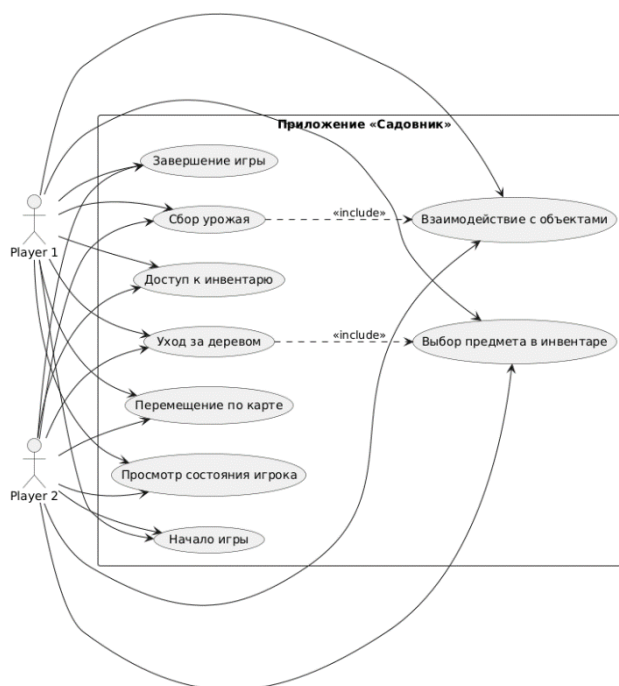 Приложение «Садовник»
Завершение игры
Player 1
Сбор урожая
«include»
Взаимодействие с объектами
Доступ к инвентарю
Уход за деревом
«include»
Выбор предмета в инвентаре
Перемещение по карте
Player 2
Просмотр состояния игрока
Начало игры